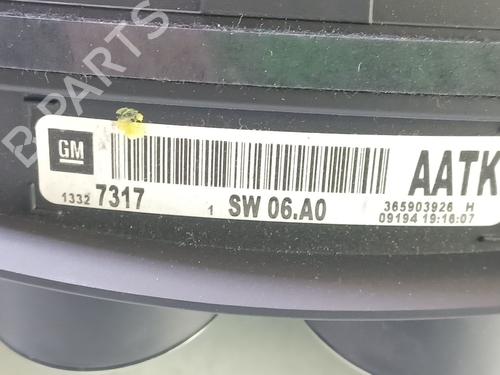 B-PARTS
GM
AATK
1332 7317
1 SW 06.A0
365903926 H
09194 19:16:07